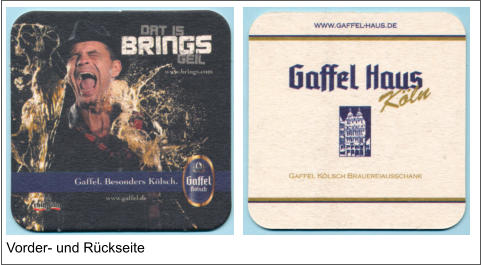 DAT IS
BRINGS
GEIL
www.brings.com
Gaffel. Besonders Kölsch.
Gaffel
Kölsch
www.gaffel.de
WWW.GAFFEL-HAUS.DE
Gaffel Haus
Köln
GAFFEL KÖLSCH BRAUEREIAUSSCHANK
Vorder- und Rückseite